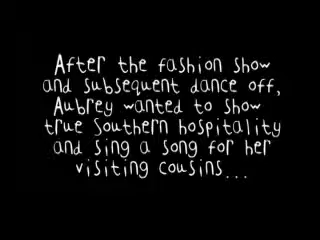 After the fashion show
and subsequent dance off,
Aubrey wanted to show
true Southern hospitality
and sing a song for her
visiting cousins...